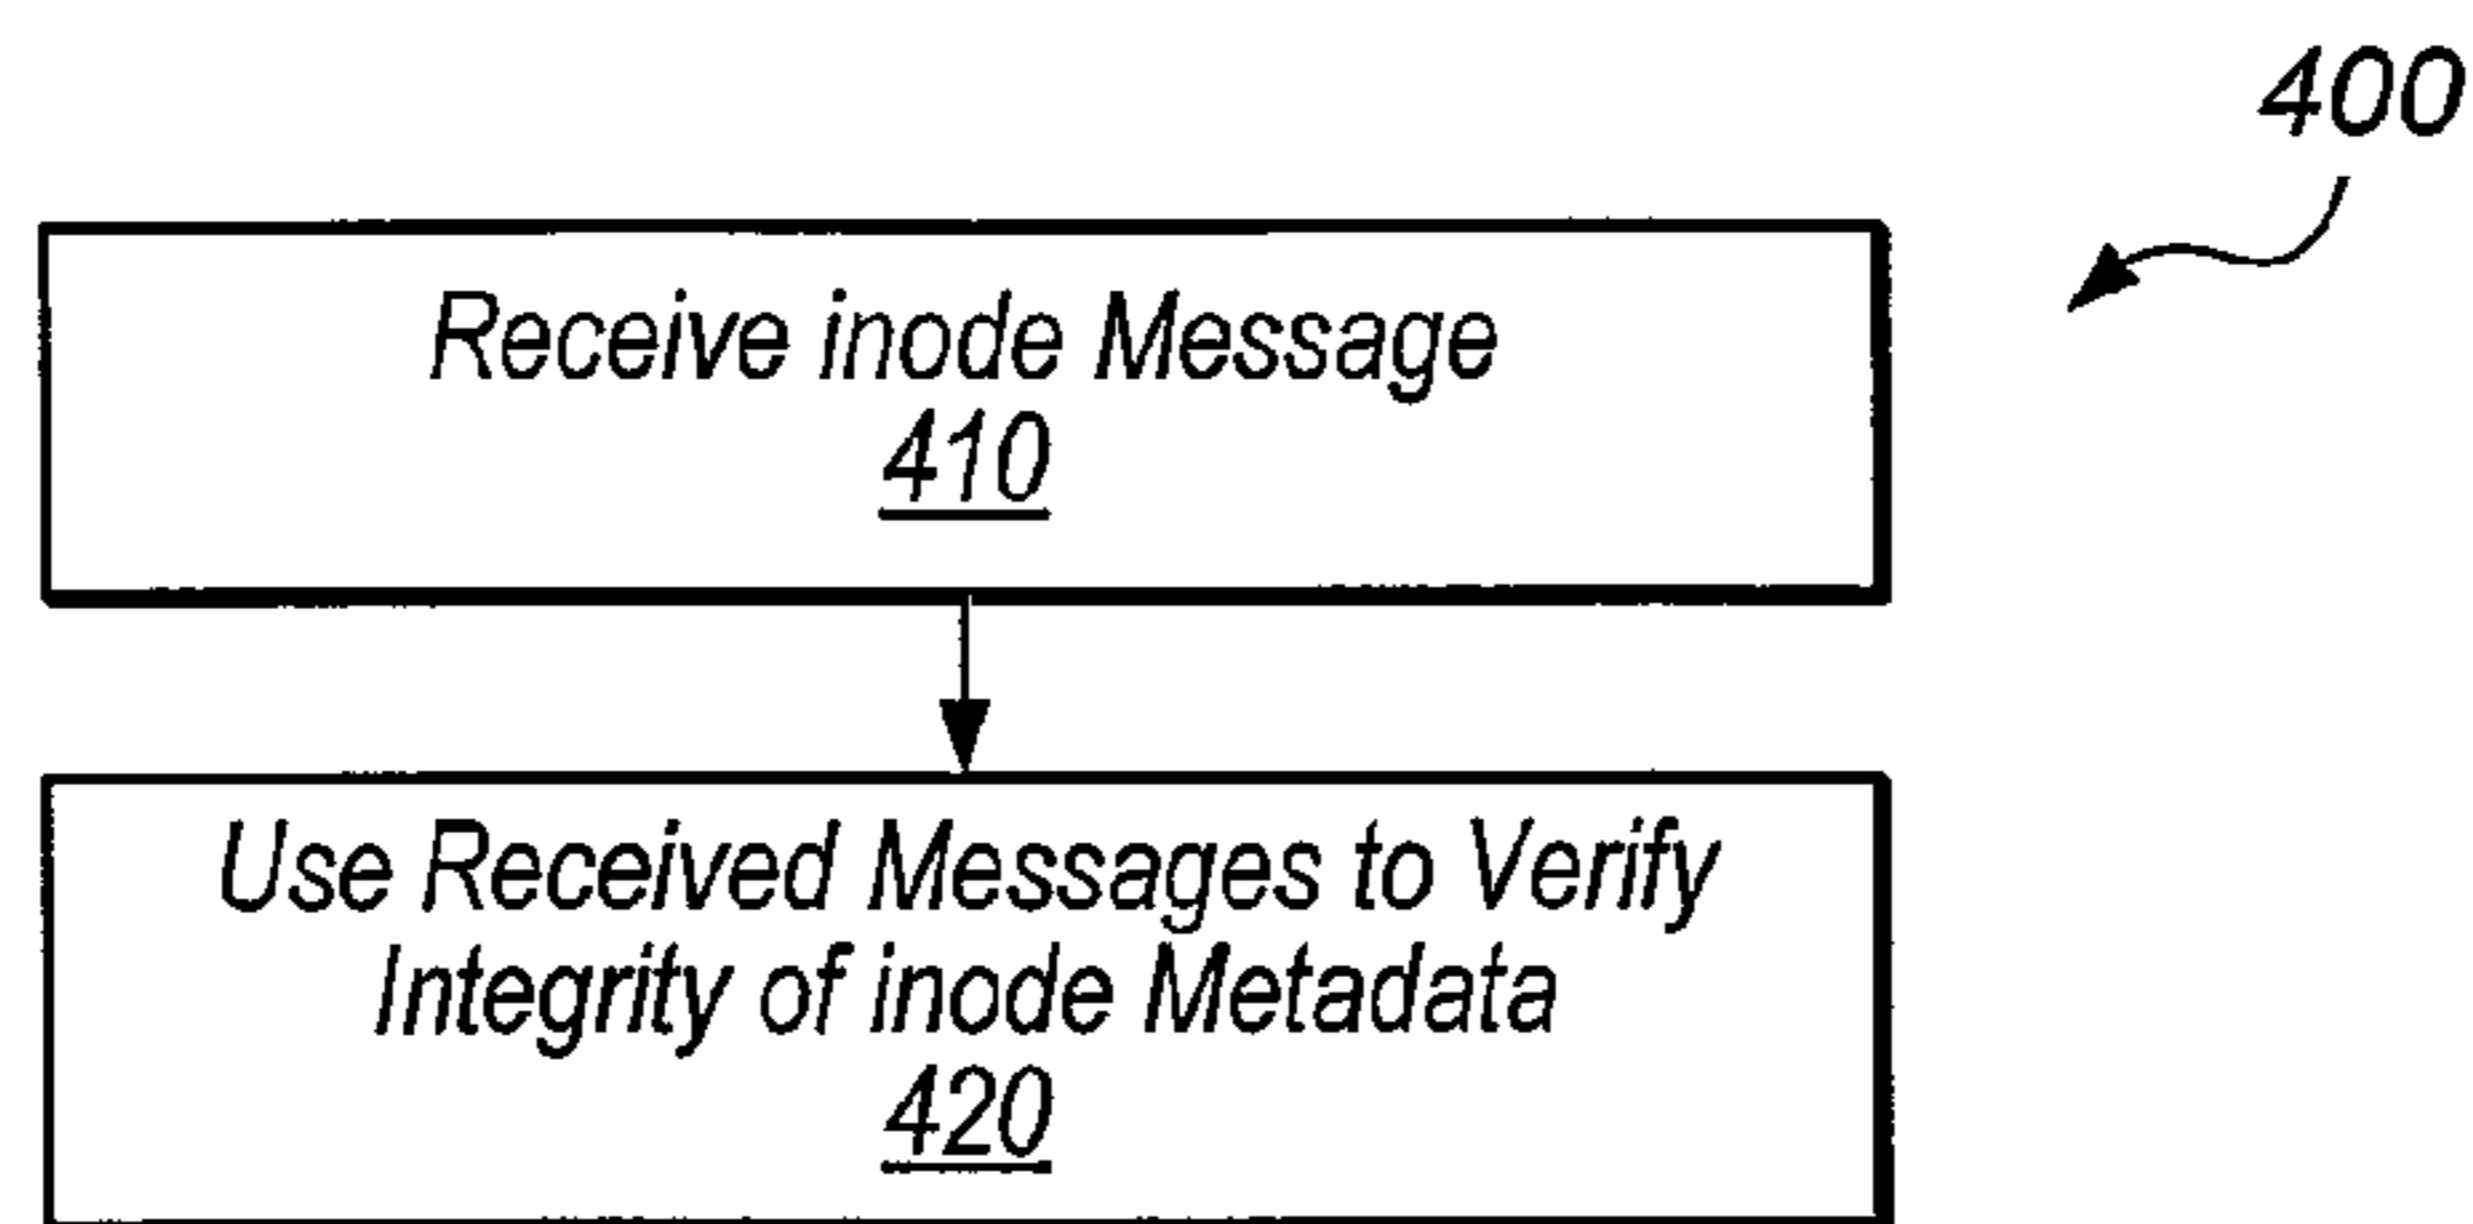 400
Receive inode Message
410
Use Received Messages to Verify
Integrity of inode Metadata
420